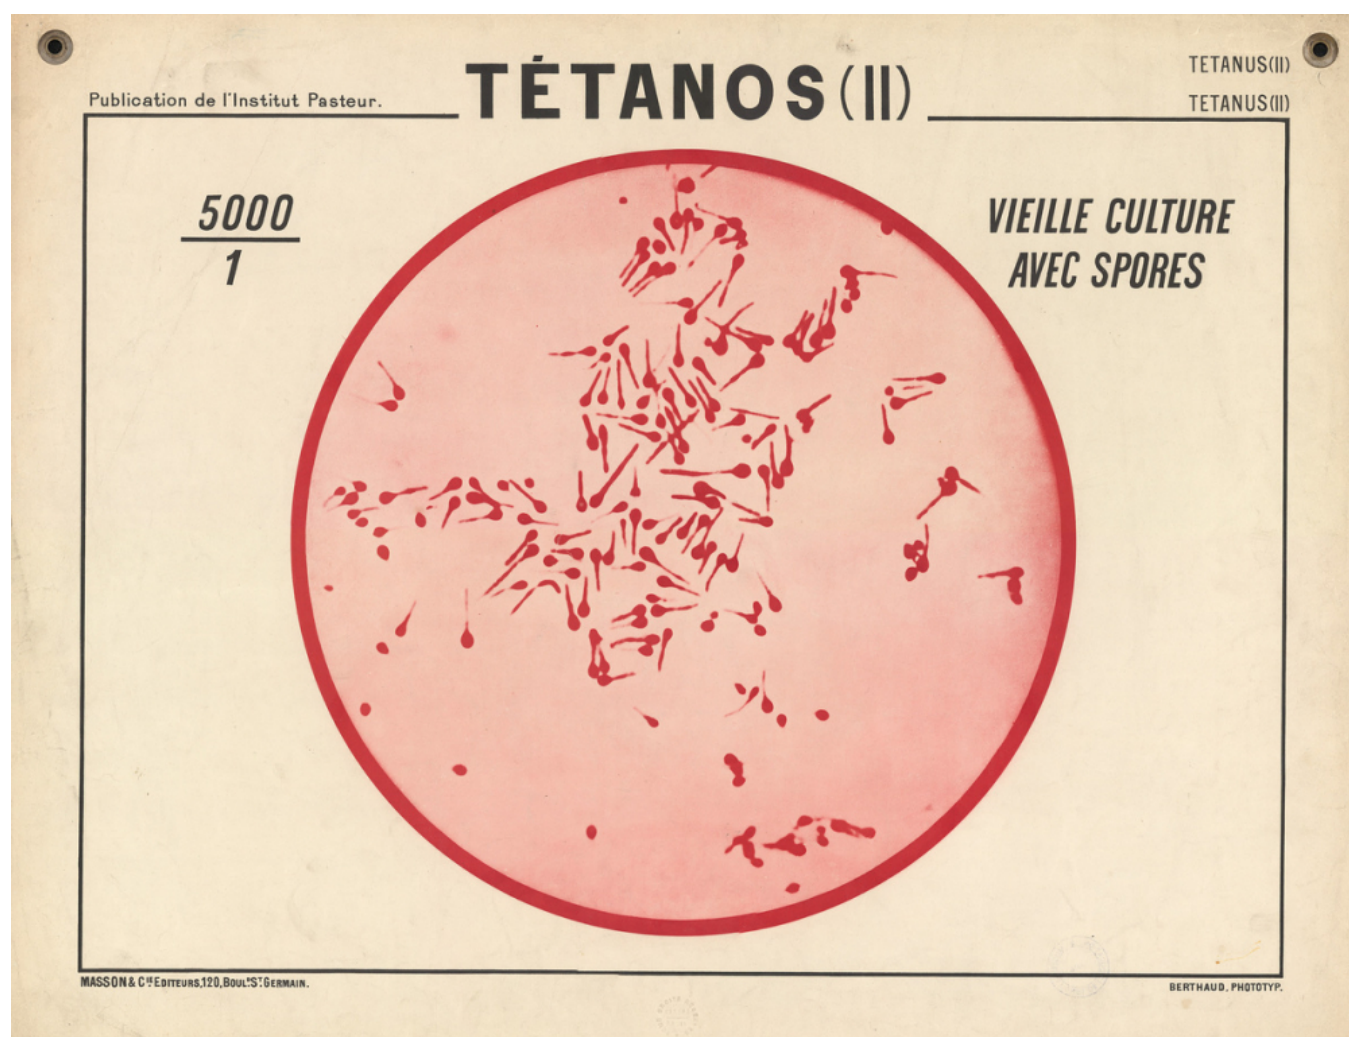 TÉTANOS (II)
Publication de l'Institut Pasteur.
TETANUS (II)
TETANUS (II)
5000
1
VIEILLE CULTURE
AVEC SPORES
MASSON & Cie EDITEURS, 120, BOUL. ST GERMAIN.
BERTHAUD, PHOTOTYP.